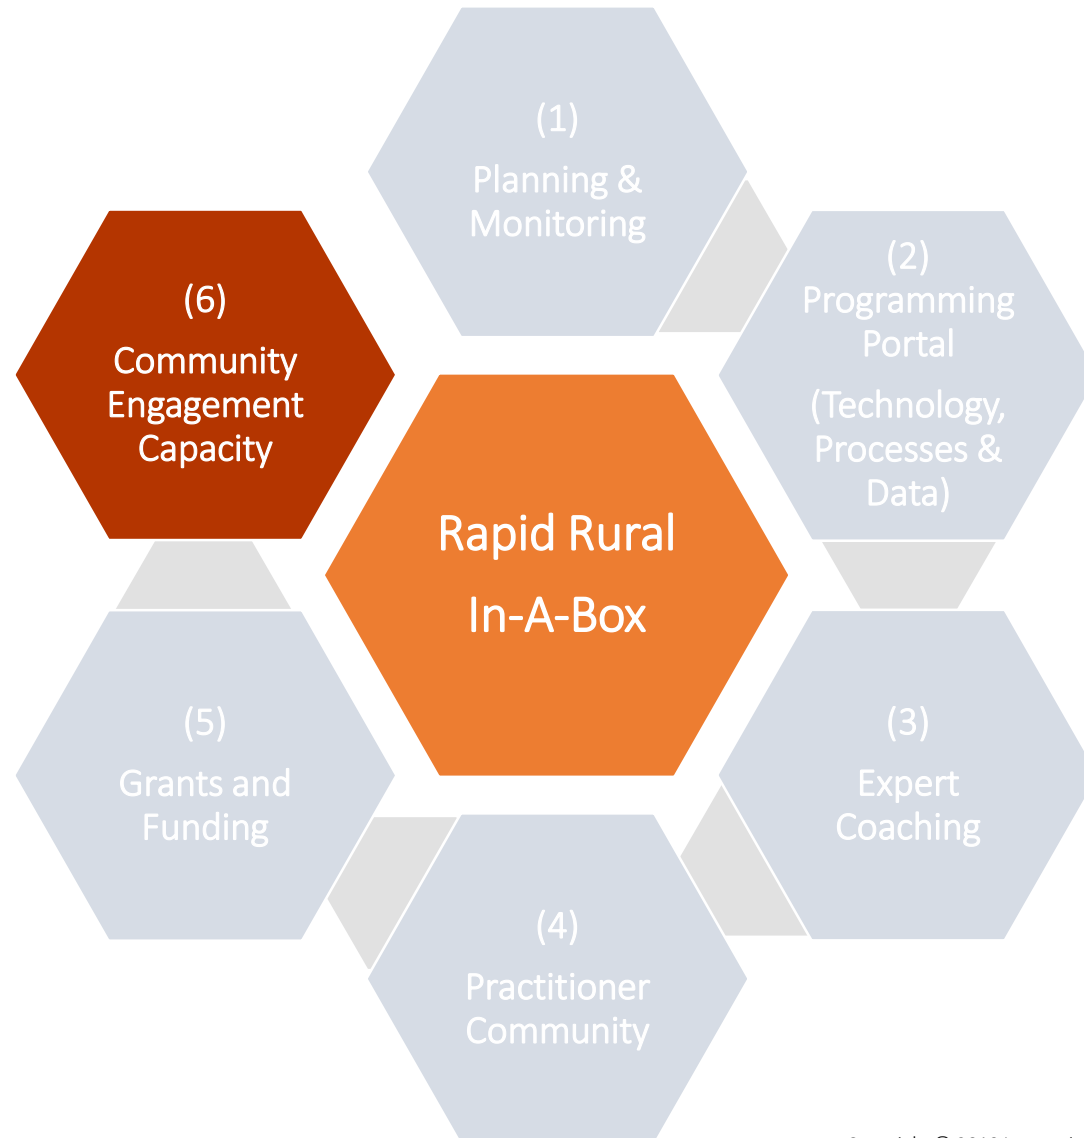 (1)
Planning &
Monitoring
(2)
Programming
Portal
(Technology,
Processes &
Data)
(6)
Community
Engagement
Capacity
Rapid Rural
In-A-Box
(5)
Grants and
Funding
(3)
Expert
Coaching
(4)
Practitioner
Community